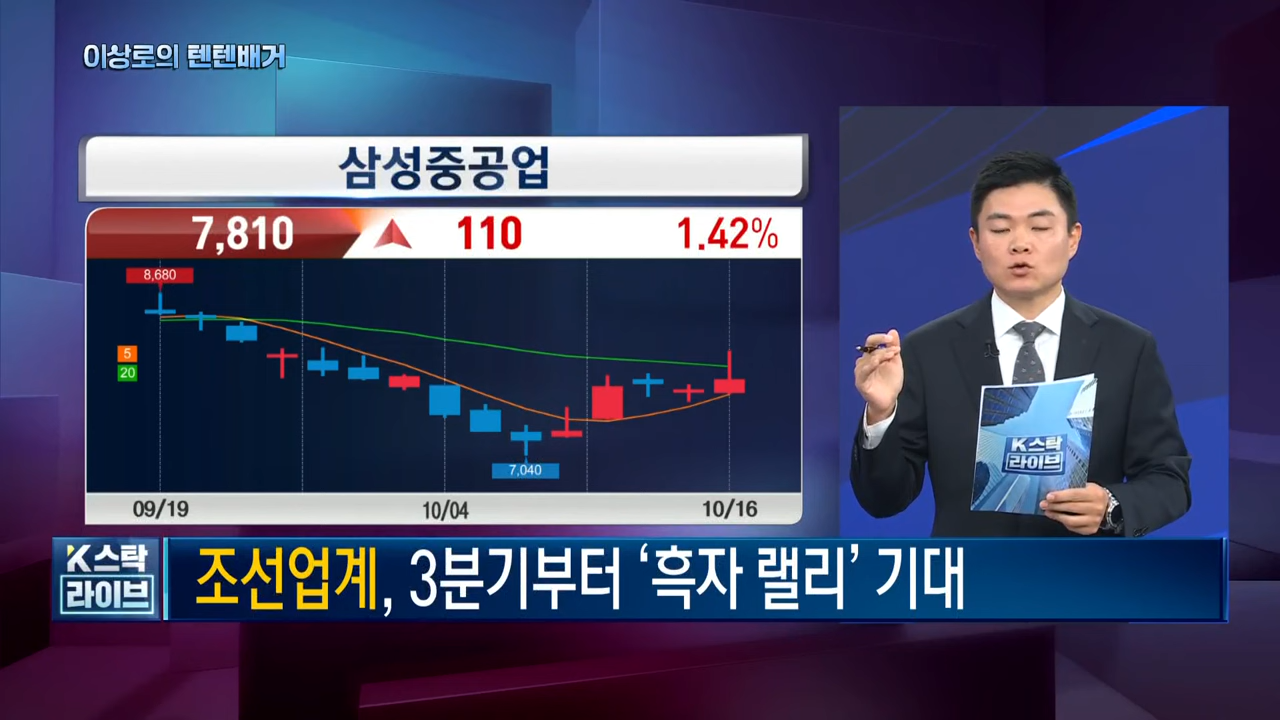 이상로의 텐텐배거
삼성중공업
7,810 110 1.42%
8,680
5
20
7,040
09/19 10/04 10/16
K스탁
라이브
K스탁
라이브
조선업계, 3분기부터 ‘흑자 랠리’ 기대